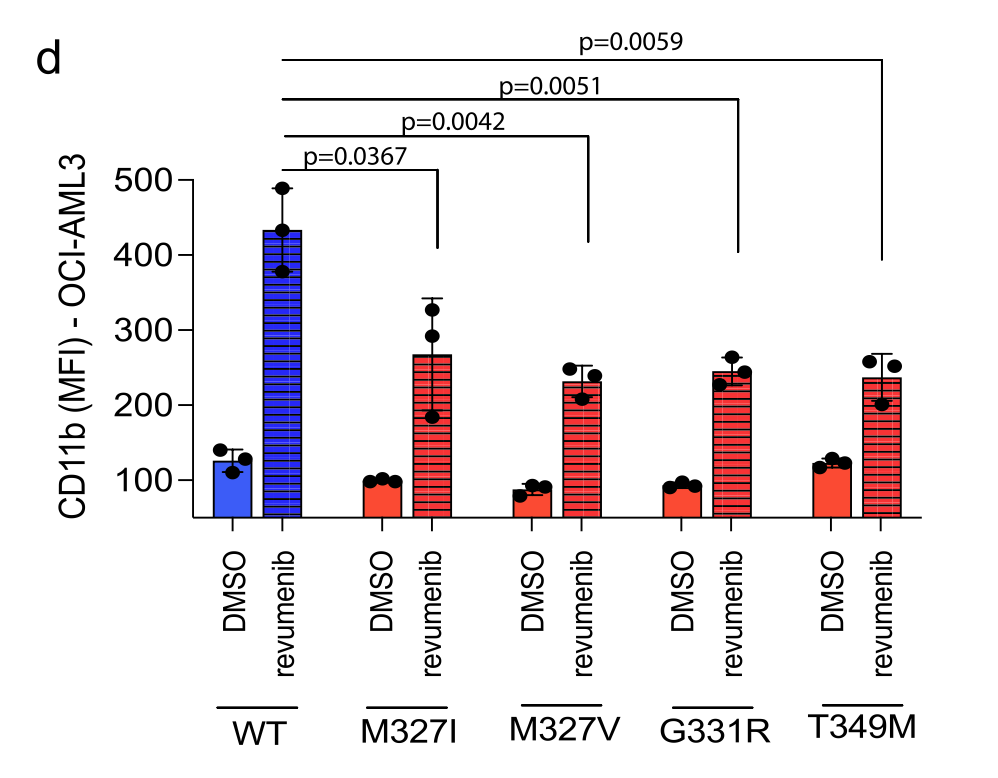 d
p=0.0059
p=0.0051
p=0.0042
p=0.0367
CD11b (MFI) - OCI-AML3
500
400
300
200
100
DMSO
revumenib
DMSO
revumenib
DMSO
revumenib
DMSO
revumenib
DMSO
revumenib
WT
M327I
M327V
G331R
T349M